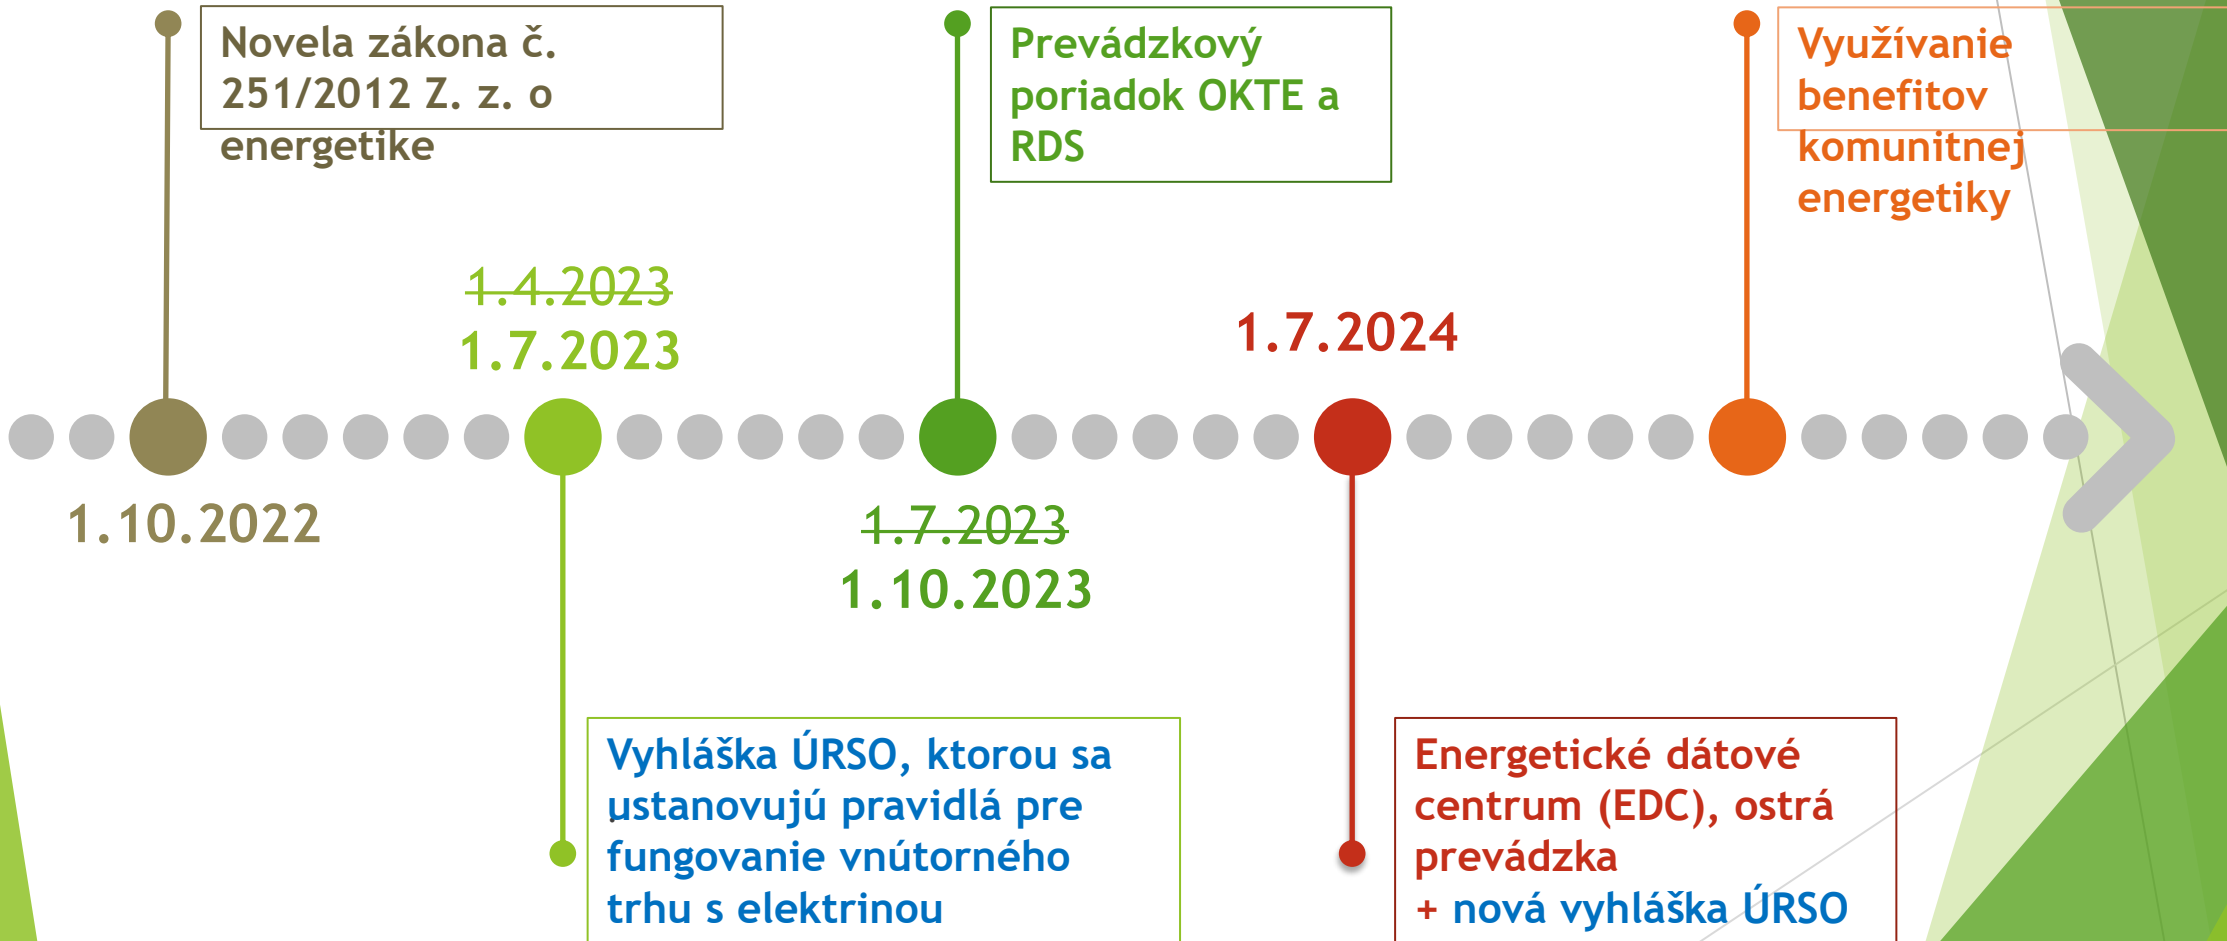 Novela zákona č.
251/2012 Z. z. o
energetike
Prevádzkový
poriadok OKTE a
RDS
Využívanie
benefitov
komunitnej
energetiky
1.4.2023
1.7.2023
1.7.2024
1.10.2022
1.7.2023
1.10.2023
Vyhláška ÚRSO, ktorou sa
ustanovujú pravidlá pre
fungovanie vnútorného
trhu s elektrinou
.
Energetické dátové
centrum (EDC), ostrá
prevádzka
+ nová vyhláška ÚRSO